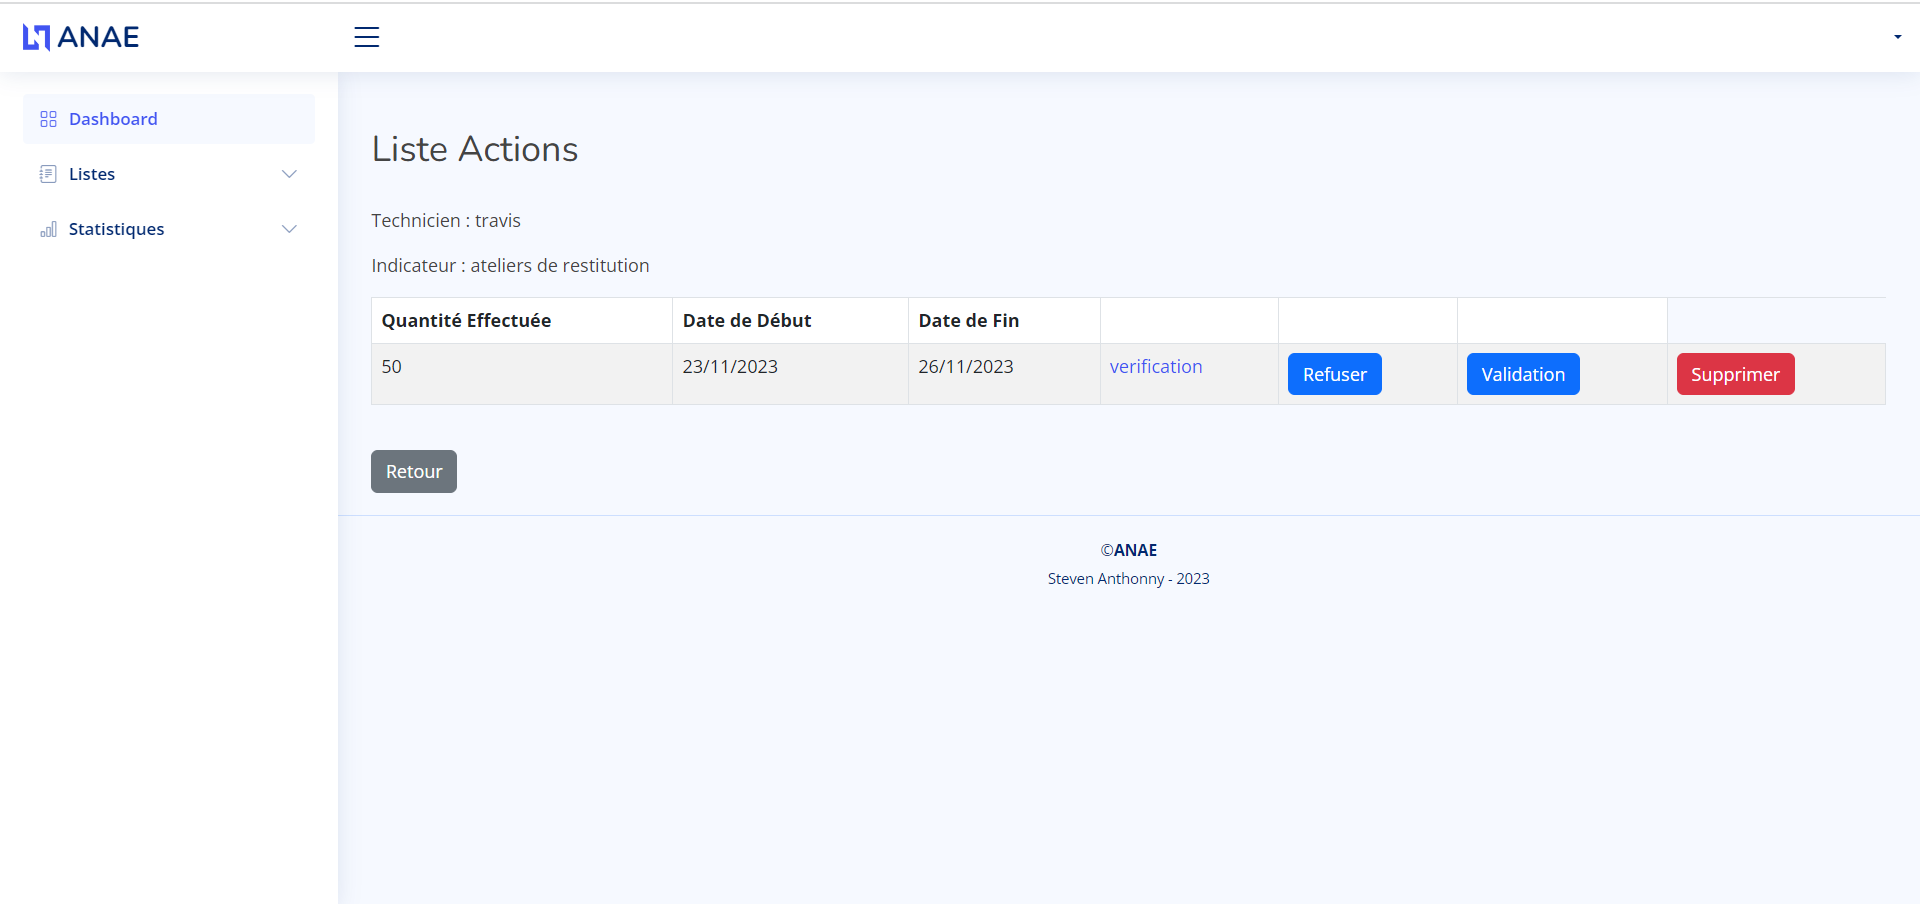 ANAE
Dashboard
Listes
Statistiques
Liste Actions
Technicien : travis
Indicateur : ateliers de restitution
Quantité Effectuée Date de Début Date de Fin
50 23/11/2023 26/11/2023 verification Refuser Validation Supprimer
Retour
©ANAE
Steven Anthonny - 2023